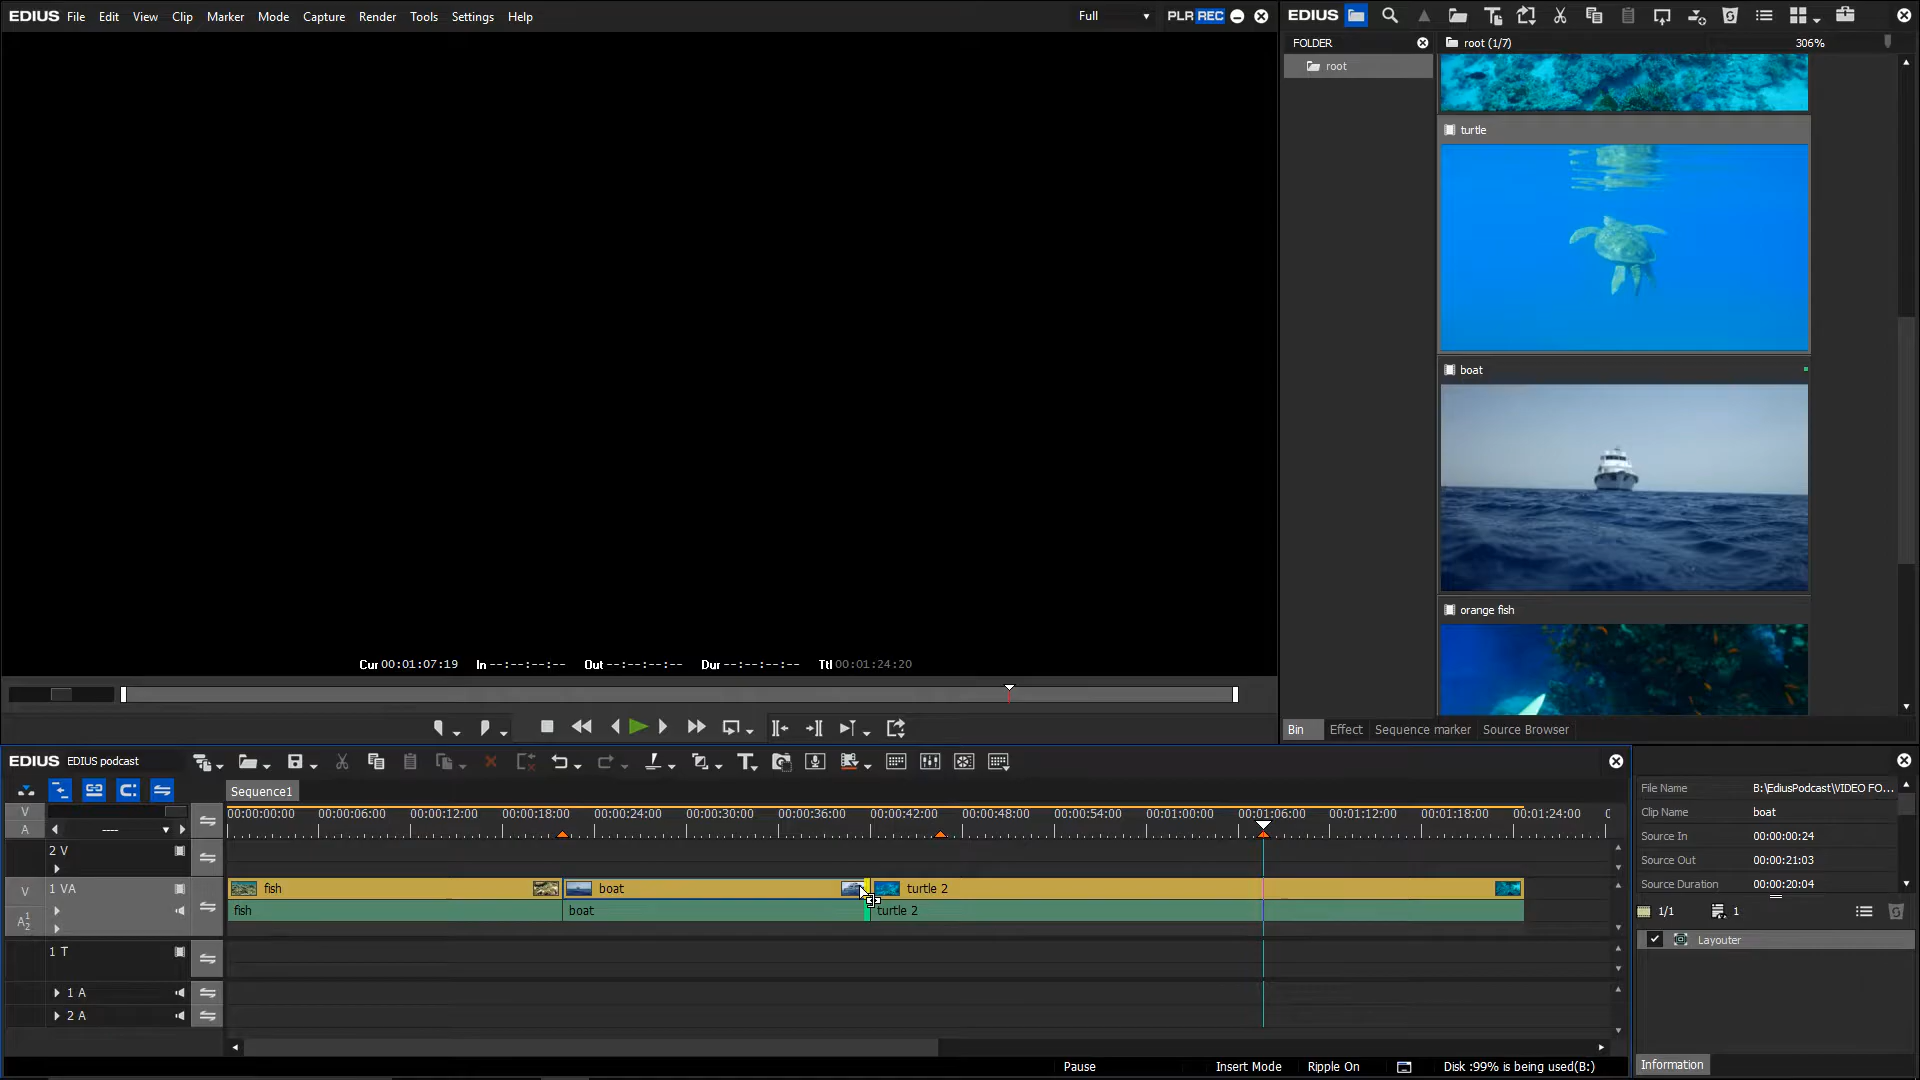 EDIUS File Edit View Clip Marker Mode Capture Render Tools Settings Help
Full PLR REC
EDIUS
FOLDER
root
root (1/7)
306%
turtle
boat
orange fish
Cur 00:01:07:19 In --:--:--:-- Out --:--:--:-- Dur --:--:--:-- Ttl 00:01:24:20
Bin Effect Sequence marker Source Browser
EDIUS EDIUS podcast
Sequence1
00:00:00:00 00:00:06:00 00:00:12:00 00:00:18:00 00:00:24:00 00:00:30:00 00:00:36:00 00:00:42:00 00:00:48:00 00:00:54:00 00:01:00:00 00:01:06:00 00:01:12:00 00:01:18:00 00:01:24:00 0
V
A ----
2 V
V 1 VA
A 1 2
fish boat turtle 2
fish boat turtle 2
1 T
1 A
2 A
File Name B:\EdiusPodcast\VIDEO FO...
Clip Name boat
Source In 00:00:00:24
Source Out 00:00:21:03
Source Duration 00:00:20:04
1/1 1
Layouter
Information
Pause Insert Mode Ripple On Disk :99% is being used(B:)